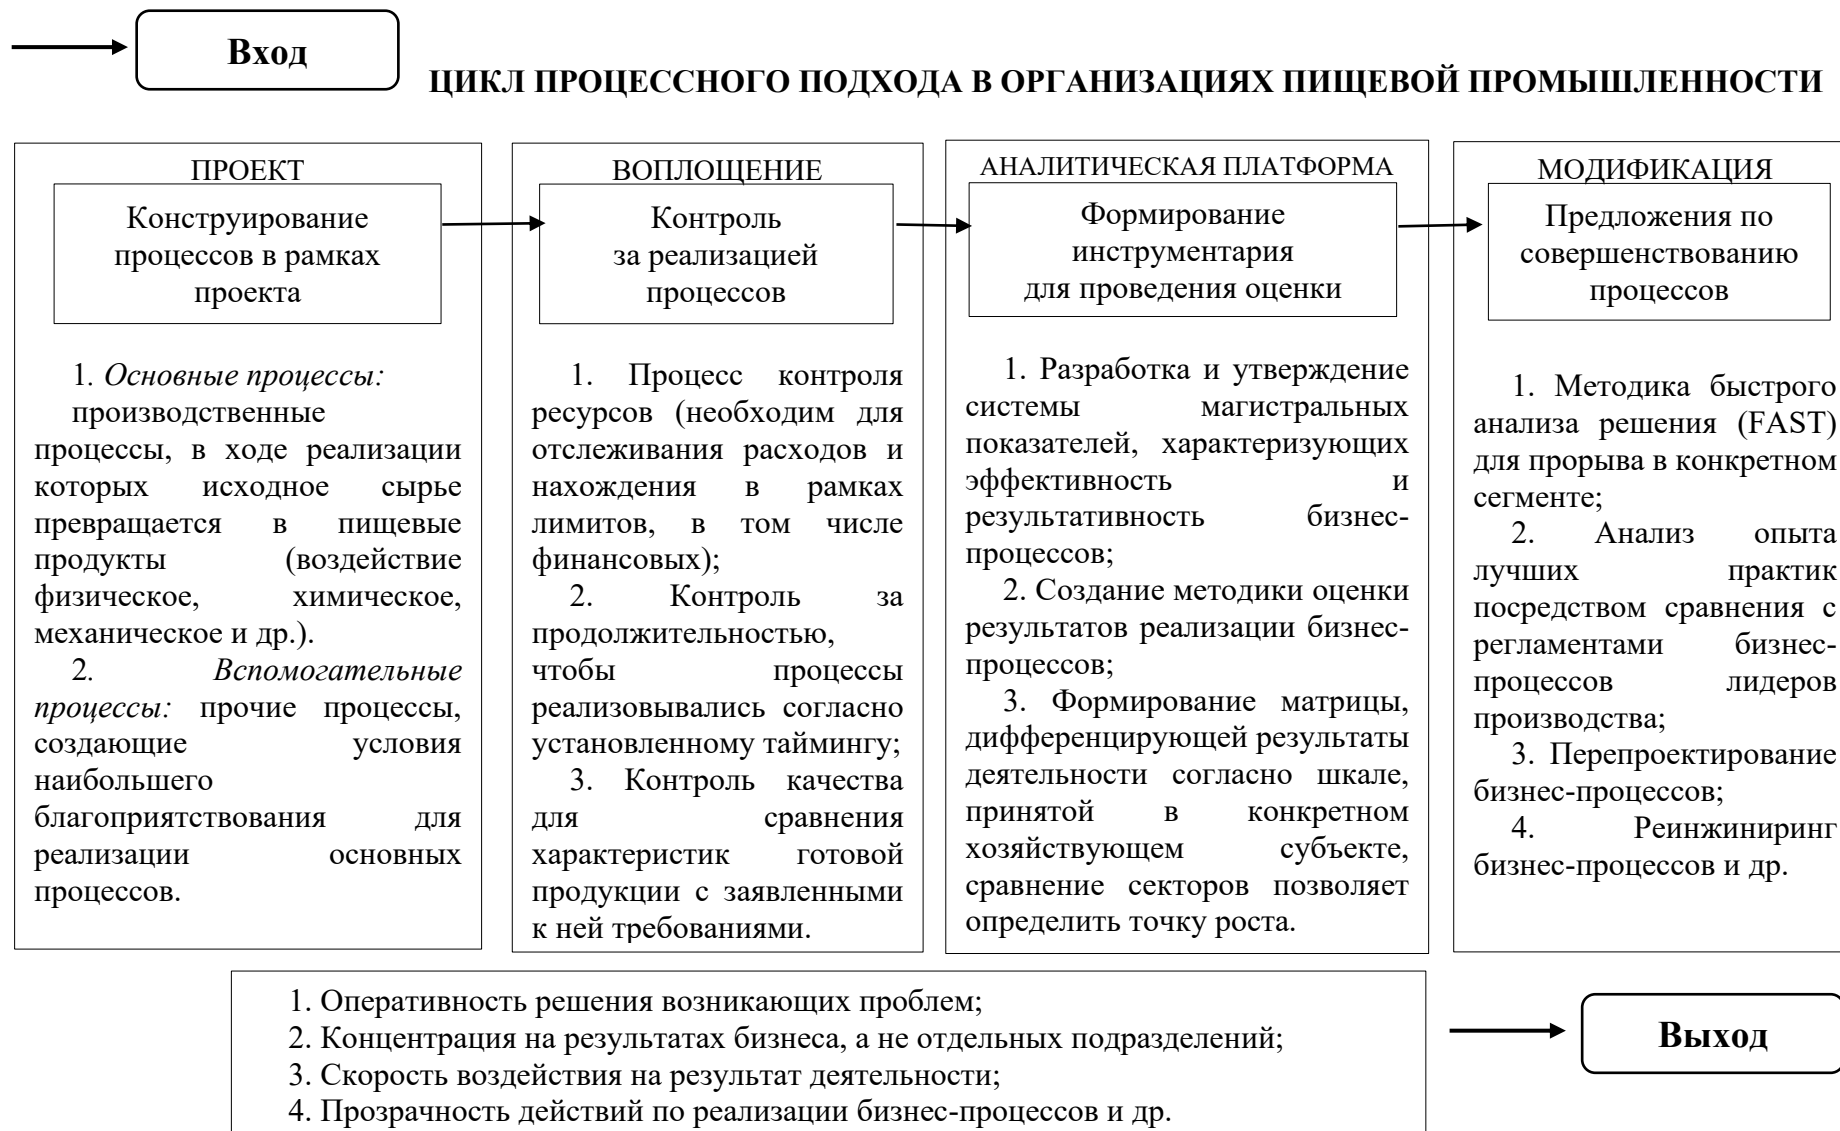 Вход
ЦИКЛ ПРОЦЕССНОГО ПОДХОДА В ОРГАНИЗАЦИЯХ ПИЩЕВОЙ ПРОМЫШЛЕННОСТИ
ПРОЕКТ
Конструирование
процессов в рамках
проекта
1. Основные процессы:
производственные
процессы, в ходе реализации
которых исходное сырье
превращается в пищевые
продукты (воздействие
физическое, химическое,
механическое и др.).
2. Вспомогательные
процессы: прочие процессы,
создающие условия
наибольшего
благоприятствования для
реализации основных
процессов.
ВОПЛОЩЕНИЕ
Контроль
за реализацией
процессов
1. Процесс контроля
ресурсов (необходим для
отслеживания расходов и
нахождения в рамках
лимитов, в том числе
финансовых);
2. Контроль за
продолжительностью,
чтобы процессы
реализовывались согласно
установленному таймингу;
3. Контроль качества
для сравнения
характеристик готовой
продукции с заявленными
к ней требованиями.
АНАЛИТИЧЕСКАЯ ПЛАТФОРМА
Формирование
инструментария
для проведения оценки
1. Разработка и утверждение
системы магистральных
показателей, характеризующих
эффективность и
результативность бизнес-
процессов;
2. Создание методики оценки
результатов реализации бизнес-
процессов;
3. Формирование матрицы,
дифференцирующей результаты
деятельности согласно шкале,
принятой в конкретном
хозяйствующем субъекте,
сравнение секторов позволяет
определить точку роста.
МОДИФИКАЦИЯ
Предложения по
совершенствованию
процессов
1. Методика быстрого
анализа решения (FAST)
для прорыва в конкретном
сегменте;
2. Анализ опыта
лучших практик
посредством сравнения с
регламентами бизнес-
процессов лидеров
производства;
3. Перепроектирование
бизнес-процессов;
4. Реинжиниринг
бизнес-процессов и др.
1. Оперативность решения возникающих проблем;
2. Концентрация на результатах бизнеса, а не отдельных подразделений;
3. Скорость воздействия на результат деятельности;
4. Прозрачность действий по реализации бизнес-процессов и др.
Выход